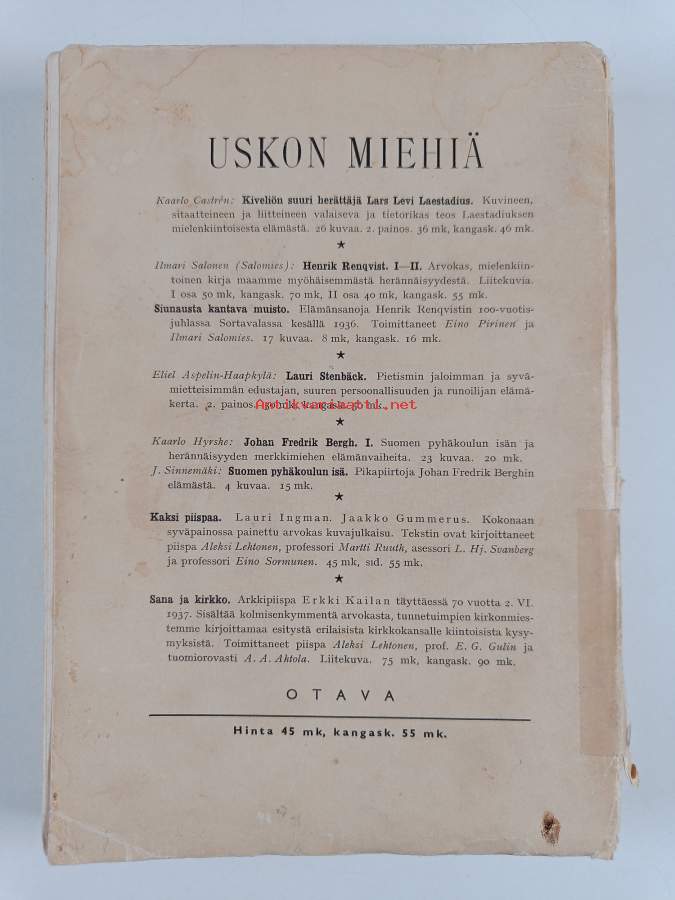 USKON MIEHIÄ
Kaarlo Castrén: Kiveliön suuri herättäjä Lars Levi Laestadius. Kuvineen,
sitaatteineen ja liitteineen valaiseva ja tietorikas teos Laestadiuksen
mielenkiintoisesta elämästä. 26 kuvaa. 2. painos. 36 mk, kangask. 46 mk.
★
Ilmari Salonen (Salomies): Henrik Renqvist. I—II. Arvokas, mielenkiin-
toinen kirja maamme myöhäisemmästä herännäisyydestä. Liitekuvia.
I osa 50 mk, kangask. 70 mk, II osa 40 mk, kangask. 55 mk.
Siunausta kantava muisto. Elämänsanoja Henrik Renqvistin 100-vuotis-
juhlassa Sortavalassa kesällä 1936. Toimittaneet Eino Pirinen ja
Ilmari Salomies. 17 kuvaa. 8 mk, kangask. 16 mk.
★
Eliel Aspelin-Haapkylä: Lauri Stenbäck. Pietismin jaloimman ja syvä-
mietteisimmän edustajan, suuren persoonallisuuden ja runoilijan elämä-
kerta. 2. painos. mk, kangask. mk.
Antikvariaatti.net
★
Kaarlo Hyrske: Johan Fredrik Bergh. I. Suomen pyhäkoulun isän ja
herännäisyyden merkkimiehen elämänvaiheita. 23 kuvaa. 20 mk.
J. Sinnemäki: Suomen pyhäkoulun isä. Pikapiirtoja Johan Fredrik Berghin
elämästä. 4 kuvaa. 15 mk.
★
Kaksi piispaa. Lauri Ingman. Jaakko Gummerus. Kokonaan
syväpainossa painettu arvokas kuvajulkaisu. Tekstin ovat kirjoittaneet
piispa Aleksi Lehtonen, professori Martti Ruuth, asessori L. Hj. Svanberg
ja professori Eino Sormunen. 45 mk, sid. 55 mk.
★
Sana ja kirkko. Arkkipiispa Erkki Kailan täyttäessä 70 vuotta 2. VI.
1937. Sisältää kolmisenkymmentä arvokasta, tunnetuimpien kirkonmies-
temme kirjoittamaa esitystä erilaisista kirkkokansalle kiintoisista kysy-
myksistä. Toimittaneet piispa Aleksi Lehtonen, prof. E. G. Gulin ja
tuomiorovasti A. A. Ahtola. Liitekuva. 75 mk, kangask. 90 mk.
OTAVA
Hinta 45 mk, kangask. 55 mk.